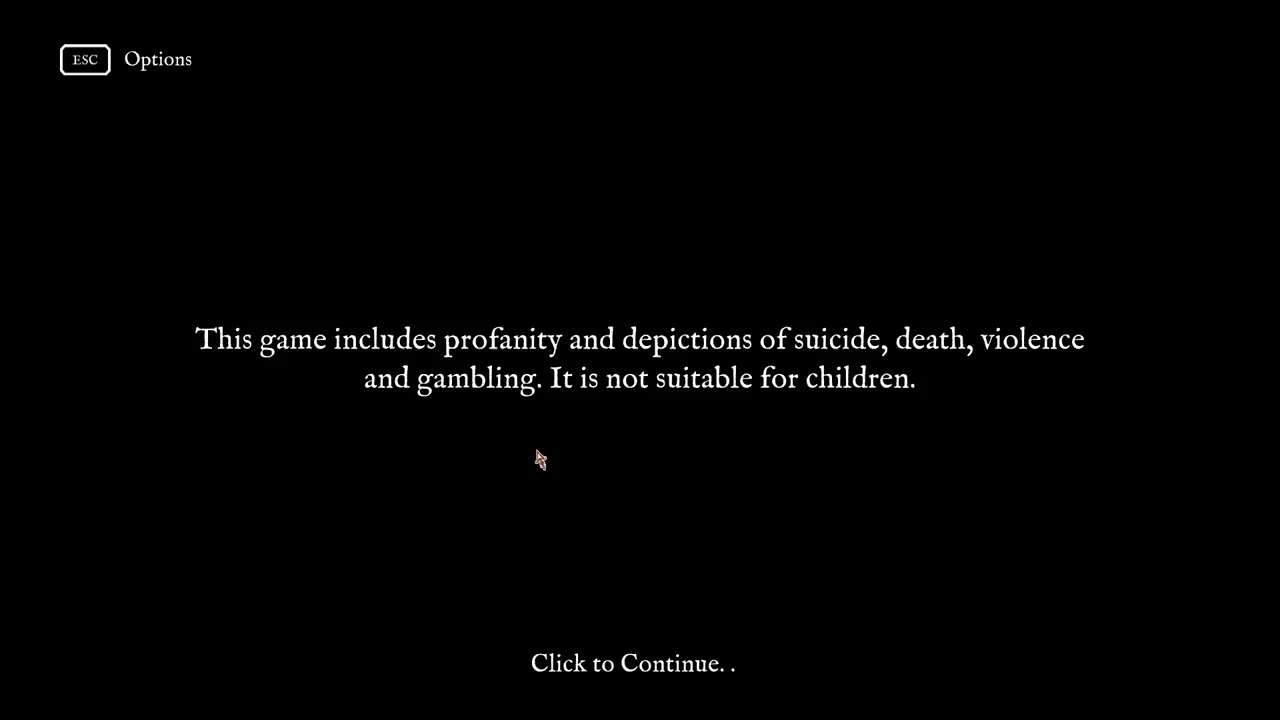 ESC Options
This game includes profanity and depictions of suicide, death, violence
and gambling. It is not suitable for children.
Click to Continue. .